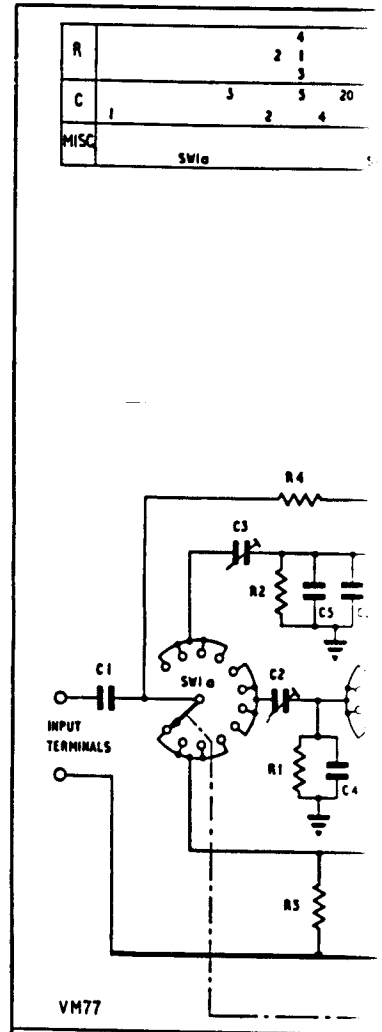 4
R 2 1
3
C 3 5 20
1 2 4
MISC SW1a
R4
C3
R2 C5
C1 SW1a C2
INPUT
TERMINALS
R1 C4
R3
VM77